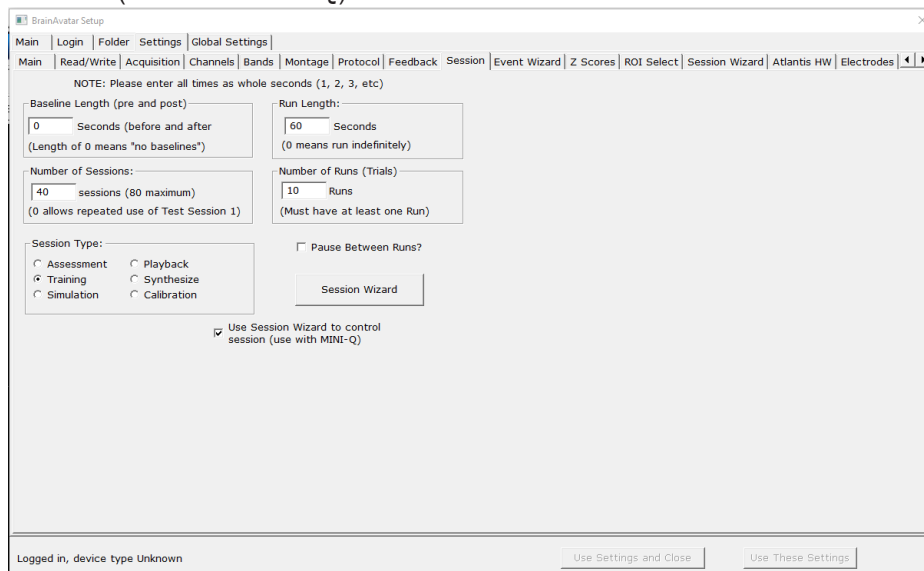 BrainAvatar Setup
Main Login Folder Settings Global Settings
Main Read/Write Acquisition Channels Bands Montage Protocol Feedback Session Event Wizard Z Scores ROI Select Session Wizard Atlantis HW Electrodes
NOTE: Please enter all times as whole seconds (1, 2, 3, etc)
Baseline Length (pre and post)
0 Seconds (before and after
(Length of 0 means "no baselines")
Run Length:
60 Seconds
(0 means run indefinitely)
Number of Sessions:
40 sessions (80 maximum)
(0 allows repeated use of Test Session 1)
Number of Runs (Trials)
10 Runs
(Must have at least one Run)
Session Type:
Assessment Playback
Training Synthesize
Simulation Calibration
Pause Between Runs?
Session Wizard
Use Session Wizard to control
session (use with MINI-Q)
Logged in, device type Unknown
Use Settings and Close Use These Settings